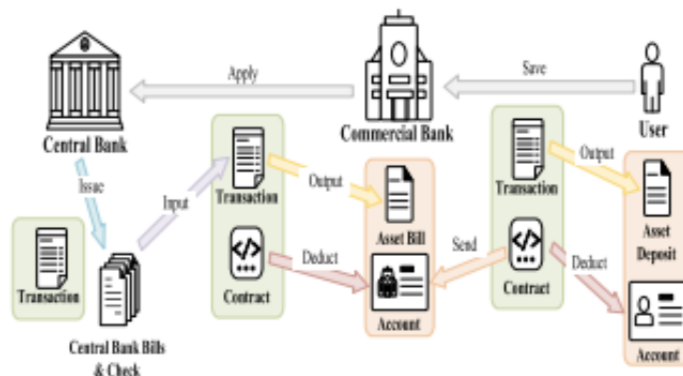 Apply
Save
Central Bank
Commercial Bank
User
Issue
Input
Transaction
Output
Asset Bill
Contract
Deduct
Account
Send
Transaction
Output
Asset
Deposit
Contract
Deduct
Account
Transaction
Central Bank Bills
& Check